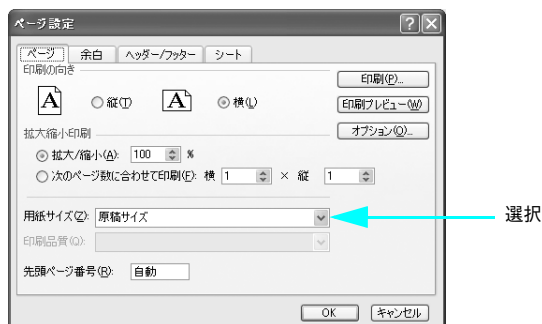 ページ設定
ページ 余白 ヘッダー/フッター シート
印刷の向き
印刷(P)...
A 縦(T) A 横(L)
印刷プレビュー(W)
拡大縮小印刷
オプション(O)...
拡大/縮小(A): 100 %
次のページ数に合わせて印刷(F): 横 1 × 縦 1
用紙サイズ(Z): 原稿サイズ
選択
印刷品質(Q):
先頭ページ番号(R): 自動
OK キャンセル